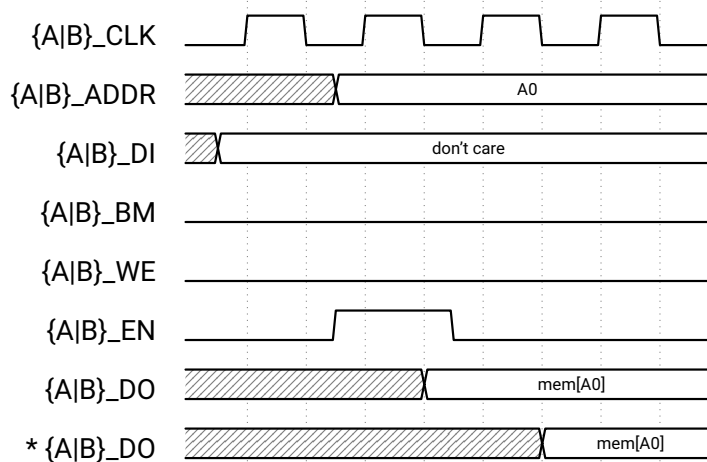 {A|B}_CLK
{A|B}_ADDR A0
{A|B}_DI don't care
{A|B}_BM
{A|B}_WE
{A|B}_EN
{A|B}_DO mem[A0]
* {A|B}_DO mem[A0]